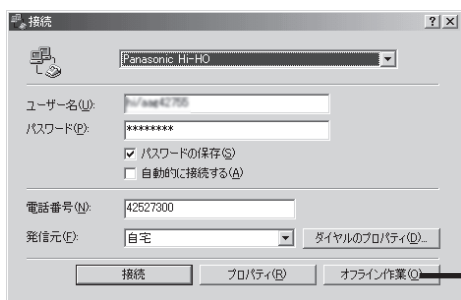 接続
Panasonic Hi-HO
ユーザー名(U):
パスワード(P): ********
パスワードの保存(S)
自動的に接続する(A)
電話番号(N): 42527300
発信元(F): 自宅 ダイヤルのプロパティ(D)...
接続 プロパティ(R) オフライン作業(O)